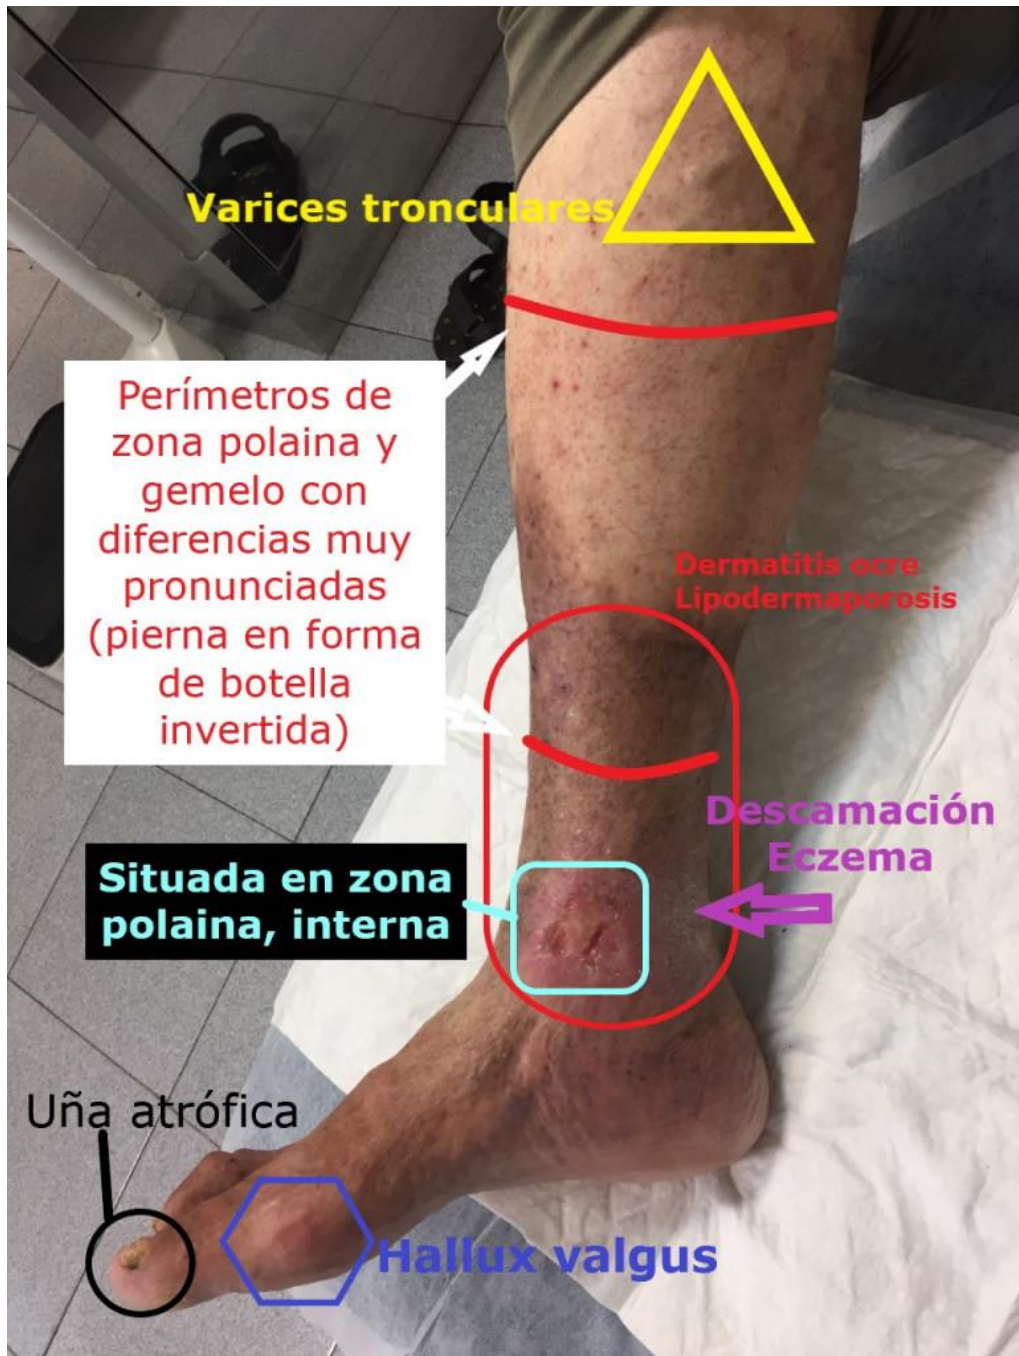 Varices tronculares
Perímetros de
zona polaina y
gemelo con
diferencias muy
pronunciadas
(pierna en forma
de botella
invertida)
Dermatitis ocre
Lipodermaporosis
Descamación
Eczema
Situada en zona
polaina, interna
Uña atrófica
Hallux valgus